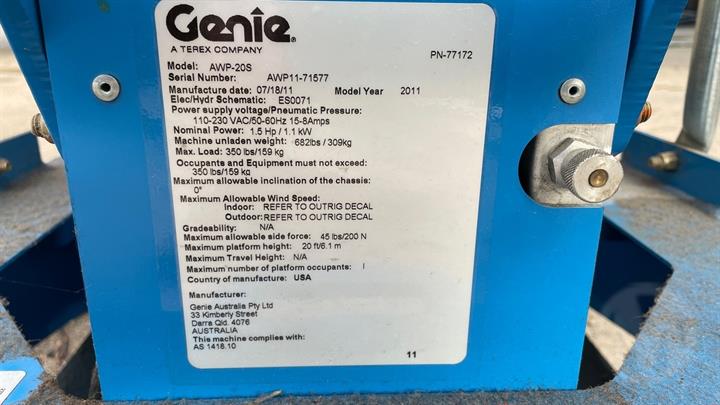 Genie®
A TEREX COMPANY
PN-77172
Model: AWP-20S
Serial Number: AWP11-71577
Manufacture date: 07/18/11 Model Year 2011
Elec/Hydr Schematic: ES0071
Power supply voltage/Pneumatic Pressure:
110-230 VAC/50-60Hz 15-8Amps
Nominal Power: 1.5 Hp / 1.1 kW
Machine unladen weight: 682lbs / 309kg
Max. Load: 350 lbs/159 kg
Occupants and Equipment must not exceed:
350 lbs/159 kg
Maximum allowable inclination of the chassis:
0°
Maximum Allowable Wind Speed:
Indoor: REFER TO OUTRIG DECAL
Outdoor: REFER TO OUTRIG DECAL
Gradeability: N/A
Maximum allowable side force: 45 lbs/200 N
Maximum platform height: 20 ft/6.1 m
Maximum Travel Height: N/A
Maximum number of platform occupants: I
Country of manufacture: USA
Manufacturer:
Genie Australia Pty Ltd
33 Kimberly Street
Darra Qld. 4076
AUSTRALIA
This machine complies with:
AS 1418.10
11